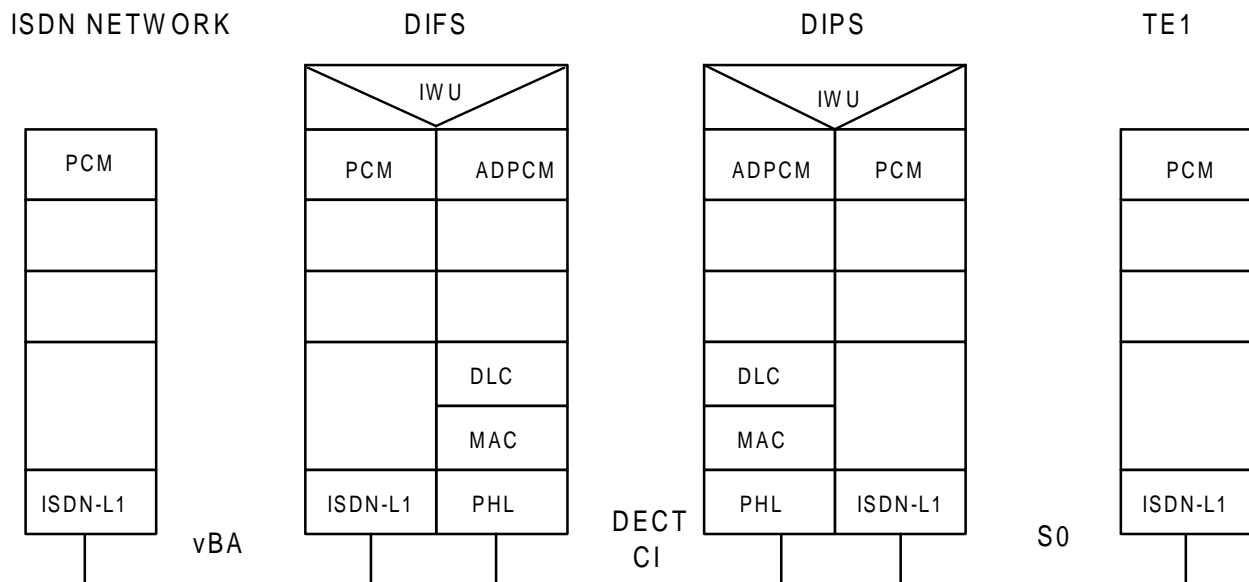 ISDN NETWORK DIFS DIPS TE1
IWU IWU
PCM PCM ADPCM ADPCM PCM PCM
DLC DLC
MAC MAC
ISDN-L1 ISDN-L1 PHL PHL ISDN-L1 ISDN-L1
vBA DECT S0
CI